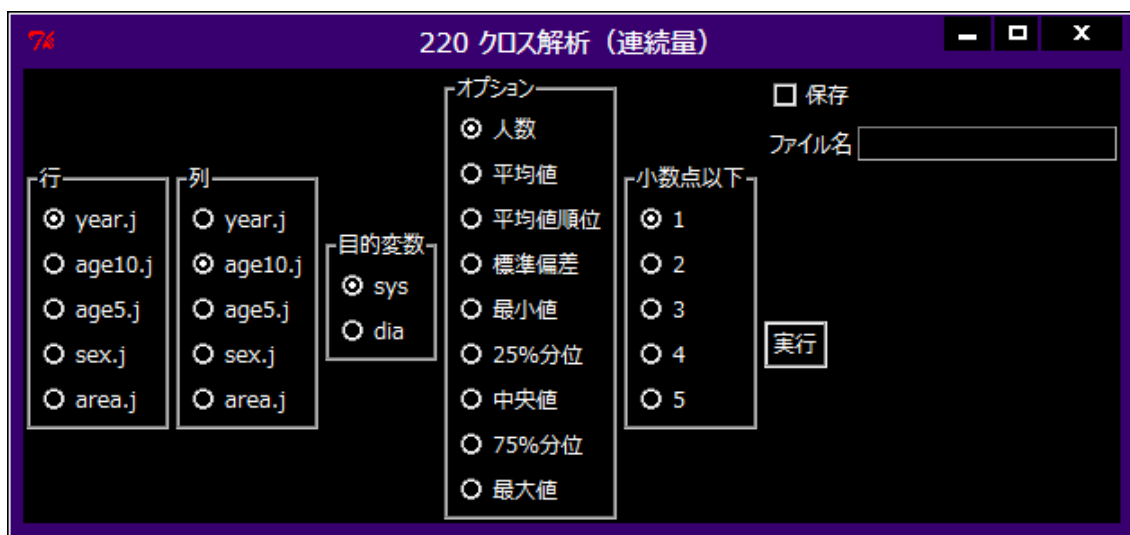 7% 220 クロス解析（連続量）
行
year.j
age10.j
age5.j
sex.j
area.j
列
year.j
age10.j
age5.j
sex.j
area.j
目的変数
sys
dia
オプション
人数
平均値
平均値順位
標準偏差
最小値
25%分位
中央値
75%分位
最大値
小数点以下
1
2
3
4
5
保存
ファイル名
実行